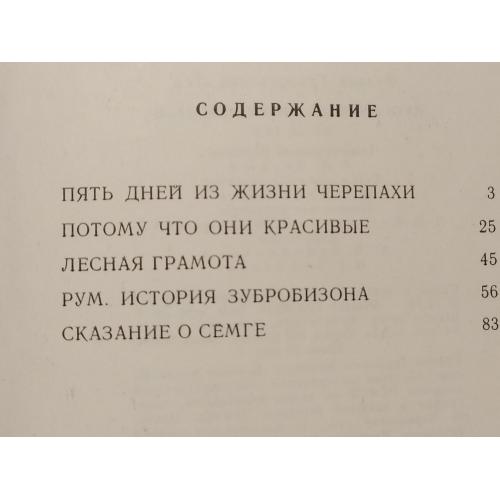 СОДЕРЖАНИЕ
ПЯТЬ ДНЕЙ ИЗ ЖИЗНИ ЧЕРЕПАХИ 3
ПОТОМУ ЧТО ОНИ КРАСИВЫЕ 25
ЛЕСНАЯ ГРАМОТА 45
РУМ. ИСТОРИЯ ЗУБРОБИЗОНА 56
СКАЗАНИЕ О СЁМГЕ 83